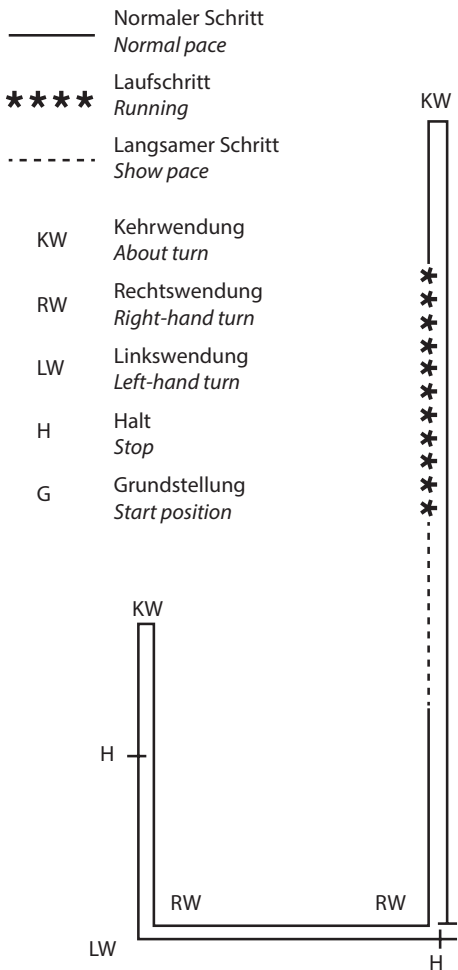 Normaler Schritt
Normal pace
Laufschritt
Running
Langsamer Schritt
Show pace
KW
Kehrwendung
About turn
RW
Rechtswendung
Right-hand turn
LW
Linkswendung
Left-hand turn
H
Halt
Stop
G
Grundstellung
Start position
KW
KW
H
RW
RW
LW
H